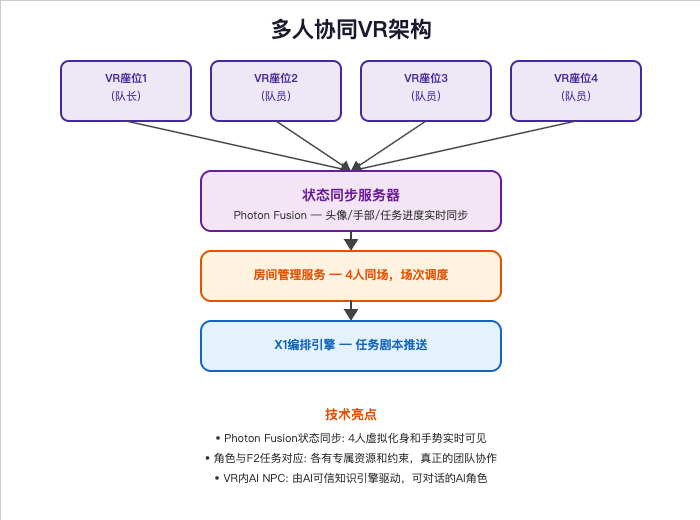 多人协同VR架构
VR座位1
(队长)
VR座位2
(队员)
VR座位3
(队员)
VR座位4
(队员)
状态同步服务器
Photon Fusion — 头像/手部/任务进度实时同步
房间管理服务 — 4人同场，场次调度
X1编排引擎 — 任务剧本推送
技术亮点
• Photon Fusion状态同步: 4人虚拟化身和手势实时可见
• 角色与F2任务对应: 各有专属资源和约束，真正的团队协作
• VR内AI NPC: 由AI可信知识引擎驱动，可对话的AI角色